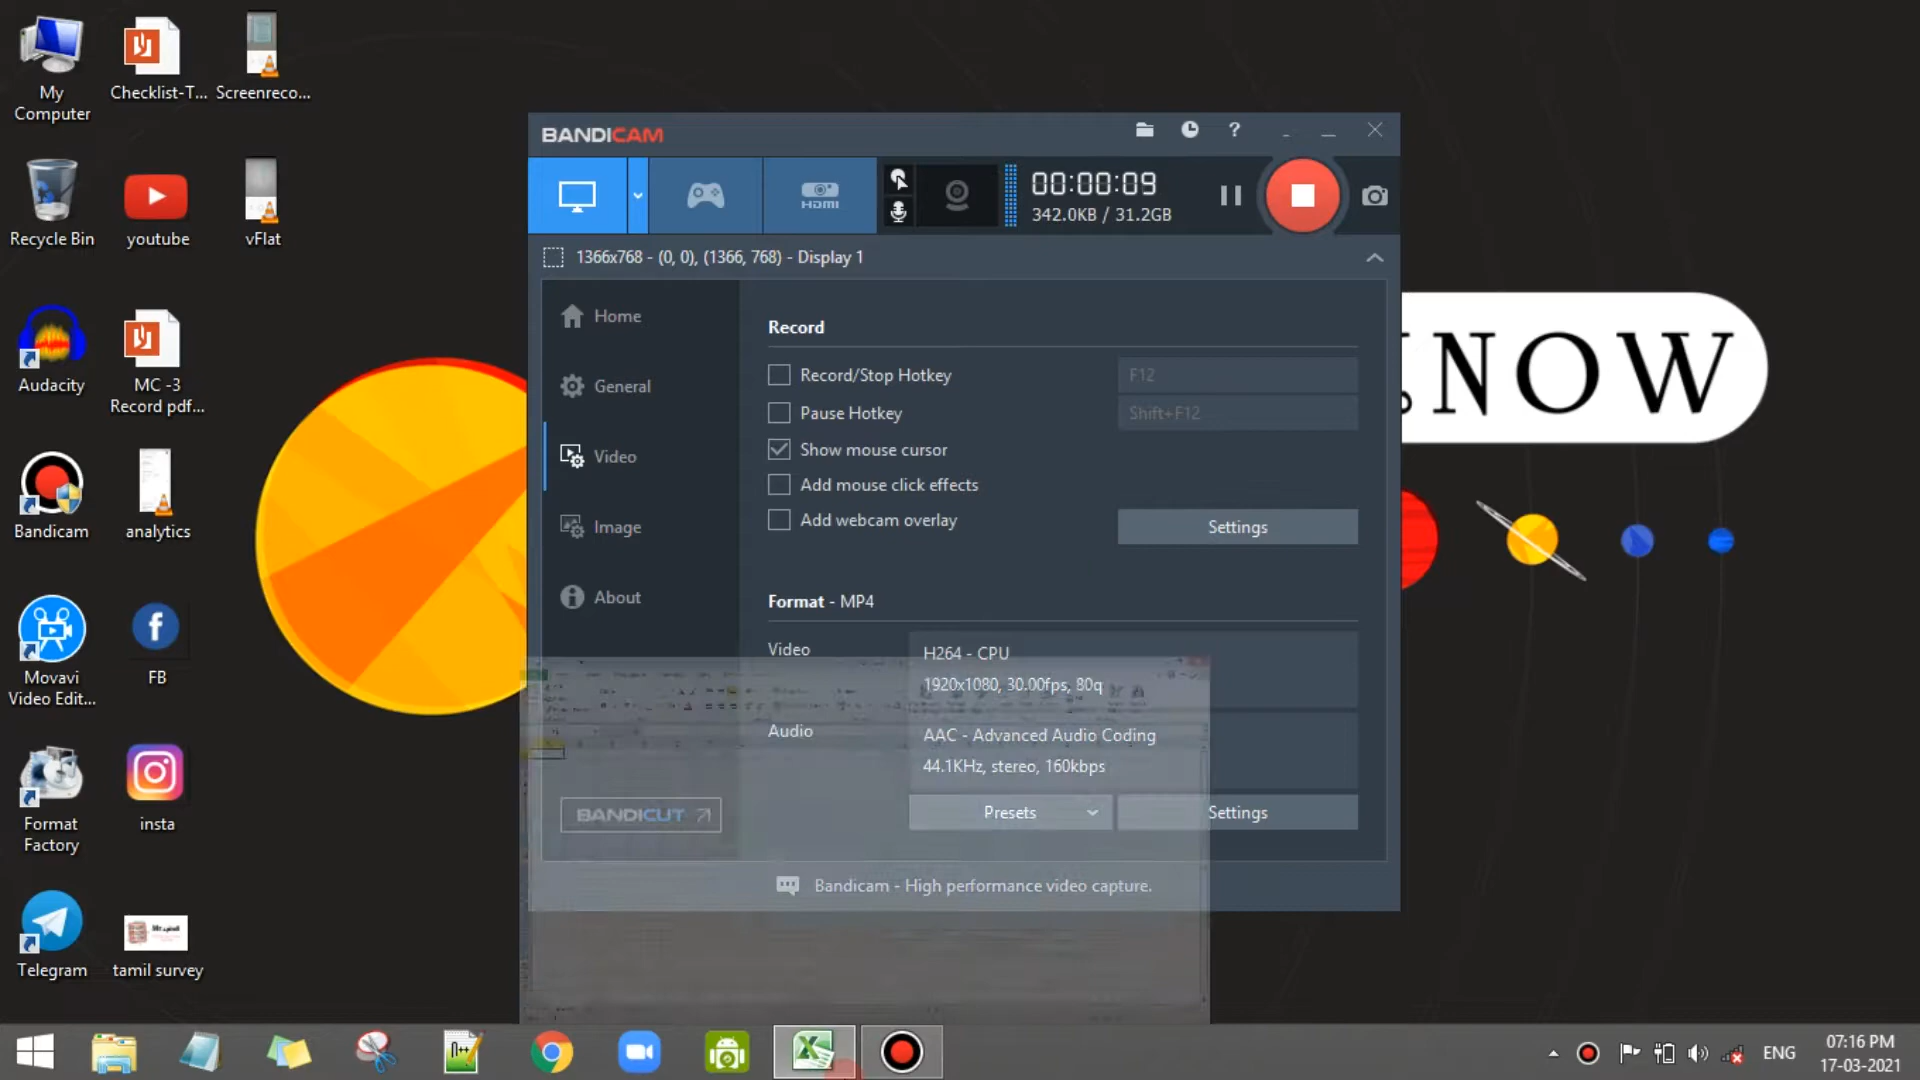 My
Computer
Checklist-T...
Screenreco...
Recycle Bin
youtube
vFlat
Audacity
MC -3
Record pdf...
Bandicam
analytics
Movavi
Video Edit...
FB
Format
Factory
insta
Telegram
tamil survey
BANDICAM
?
HDMI
00:00:09
342.0KB / 31.2GB
1366x768 - (0, 0), (1366, 768) - Display 1
Home
General
Video
Image
About
BANDICUT
Record
Record/Stop Hotkey
F12
Pause Hotkey
Shift+F12
Show mouse cursor
Add mouse click effects
Add webcam overlay
Settings
Format - MP4
Video
H264 - CPU
1920x1080, 30.00fps, 80q
Audio
AAC - Advanced Audio Coding
44.1KHz, stereo, 160kbps
Presets
Settings
Bandicam - High performance video capture.
NOW
ENG
07:16 PM
17-03-2021